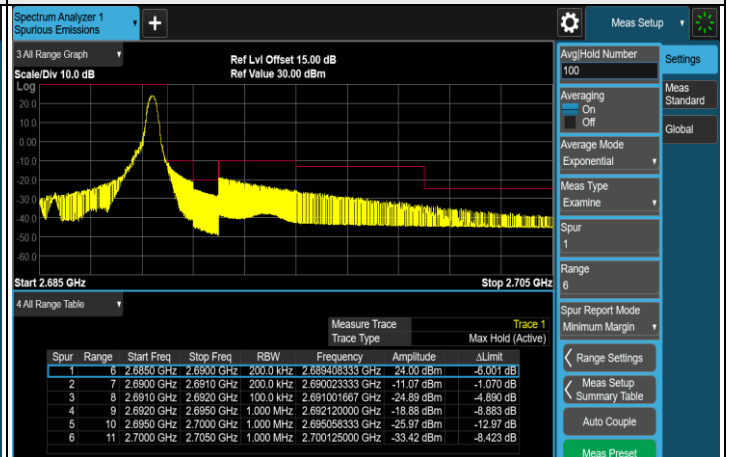 Spectrum Analyzer 1
Spurious Emissions
+
Meas Setup
3 All Range Graph
Ref Lvl Offset 15.00 dB
Scale/Div 10.0 dB
Ref Value 30.00 dBm
Log
20.0
10.0
0.00
-10.0
-20.0
-30.0
-40.0
-50.0
-60.0
Start 2.685 GHz
Stop 2.705 GHz
4 All Range Table
Measure Trace Trace 1
Trace Type Max Hold (Active)
Spur Range Start Freq Stop Freq RBW Frequency Amplitude ΔLimit
1 6 2.6850 GHz 2.6900 GHz 200.0 kHz 2.689408333 GHz 24.00 dBm -6.001 dB
2 7 2.6900 GHz 2.6910 GHz 200.0 kHz 2.690023333 GHz -11.07 dBm -1.070 dB
3 8 2.6910 GHz 2.6920 GHz 100.0 kHz 2.691001667 GHz -24.89 dBm -4.890 dB
4 9 2.6920 GHz 2.6950 GHz 1.000 MHz 2.692120000 GHz -18.88 dBm -8.883 dB
5 10 2.6950 GHz 2.7000 GHz 1.000 MHz 2.695058333 GHz -25.97 dBm -12.97 dB
6 11 2.7000 GHz 2.7050 GHz 1.000 MHz 2.700125000 GHz -33.42 dBm -8.423 dB
Avg|Hold Number
100
Averaging
On
Off
Average Mode
Exponential
Meas Type
Examine
Spur
1
Range
6
Spur Report Mode
Minimum Margin
Range Settings
Meas Setup
Summary Table
Auto Couple
Meas Preset
Settings
Meas
Standard
Global